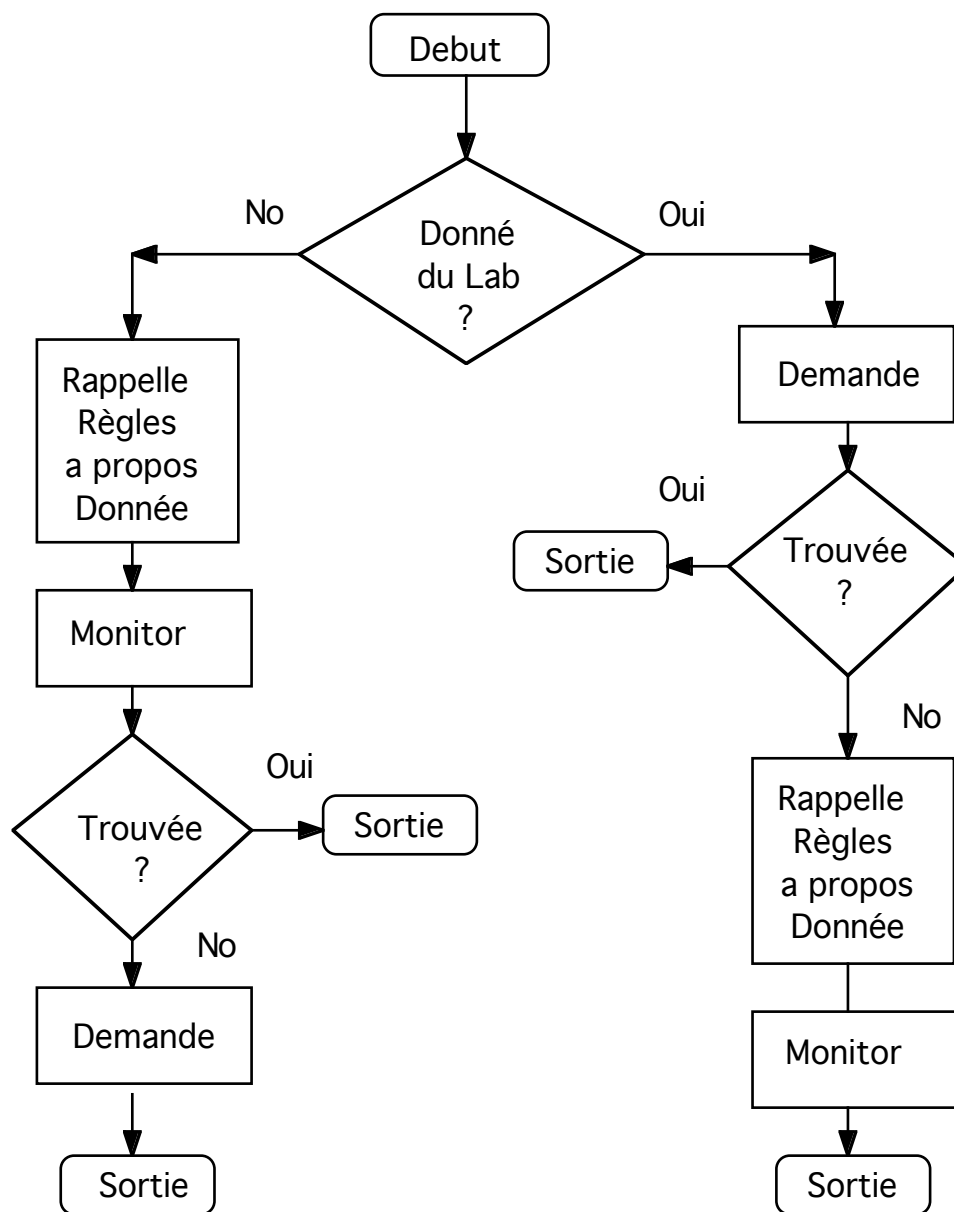 Debut
No
Oui
Donné
du Lab
?
Rappelle
Règles
a propos
Donnée
Monitor
Trouvée
?
Oui
Sortie
No
Demande
Sortie
Demande
Oui
Trouvée
?
Sortie
No
Rappelle
Règles
a propos
Donnée
Monitor
Sortie